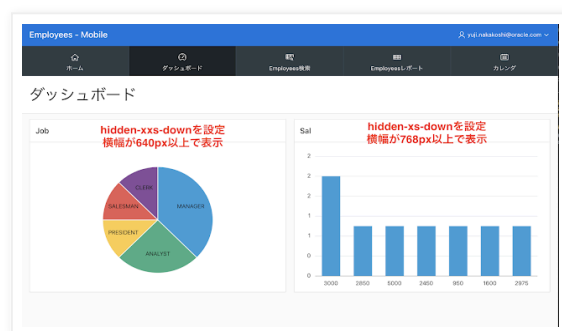 Employees - Mobile
yuji.nakakoshi@oracle.com
ホーム
ダッシュボード
Employees検索
Employeesレポート
カレンダ
ダッシュボード
Job
hidden-xxs-downを設定
横幅が640px以上で表示
CLERK
SALESMAN
MANAGER
PRESIDENT
ANALYST
Sal
hidden-xs-downを設定
横幅が768px以上で表示
2
2
2
1
1
0
0
3000
2850
5000
2450
950
1600
2975